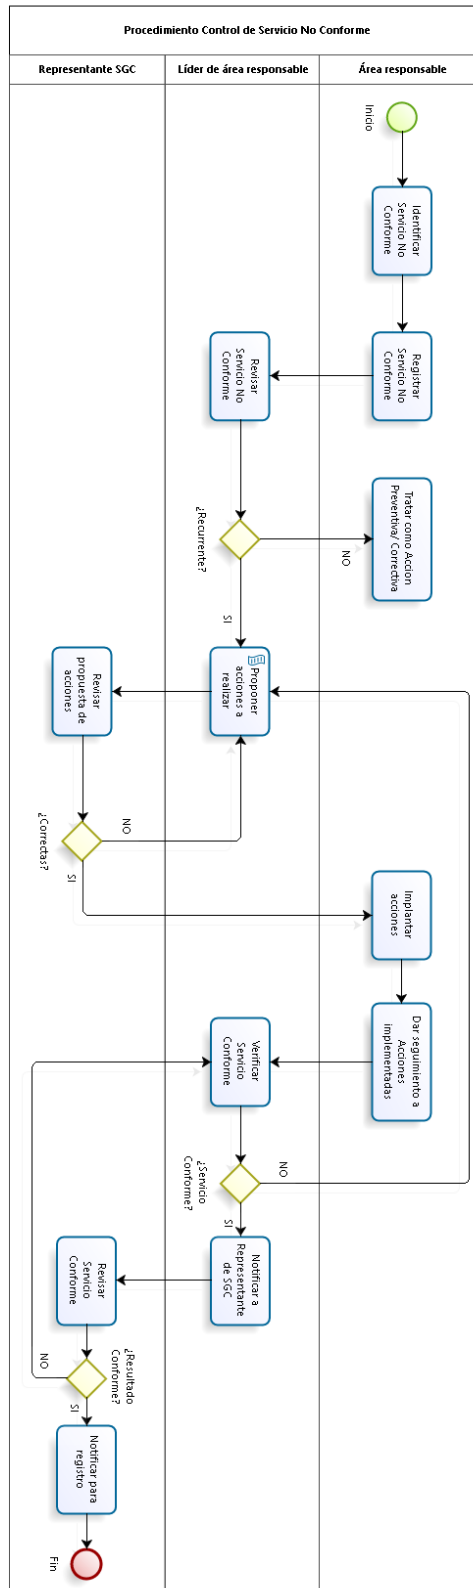 Procedimiento Control de Servicio No Conforme
Representante SGC
Líder de área responsable
Área responsable
Inicio
Identificar
Servicio No
Conforme
Registrar
Servicio No
Conforme
Revisar
Servicio No
Conforme
¿Recurrente?
NO
Tratar como Accion
Preventiva/ Correctiva
SI
Proponer
acciones a
realizar
Revisar
propuesta de
acciones
¿Correctas?
NO
SI
Implantar
acciones
Dar seguimiento a
Acciones
implementadas
Verificar
Servicio
Conforme
¿Servicio
Conforme?
NO
SI
Notificar a
Representante
de SGC
Revisar
Servicio
Conforme
¿Resultado
Conforme?
NO
SI
Notificar para
registro
Fin